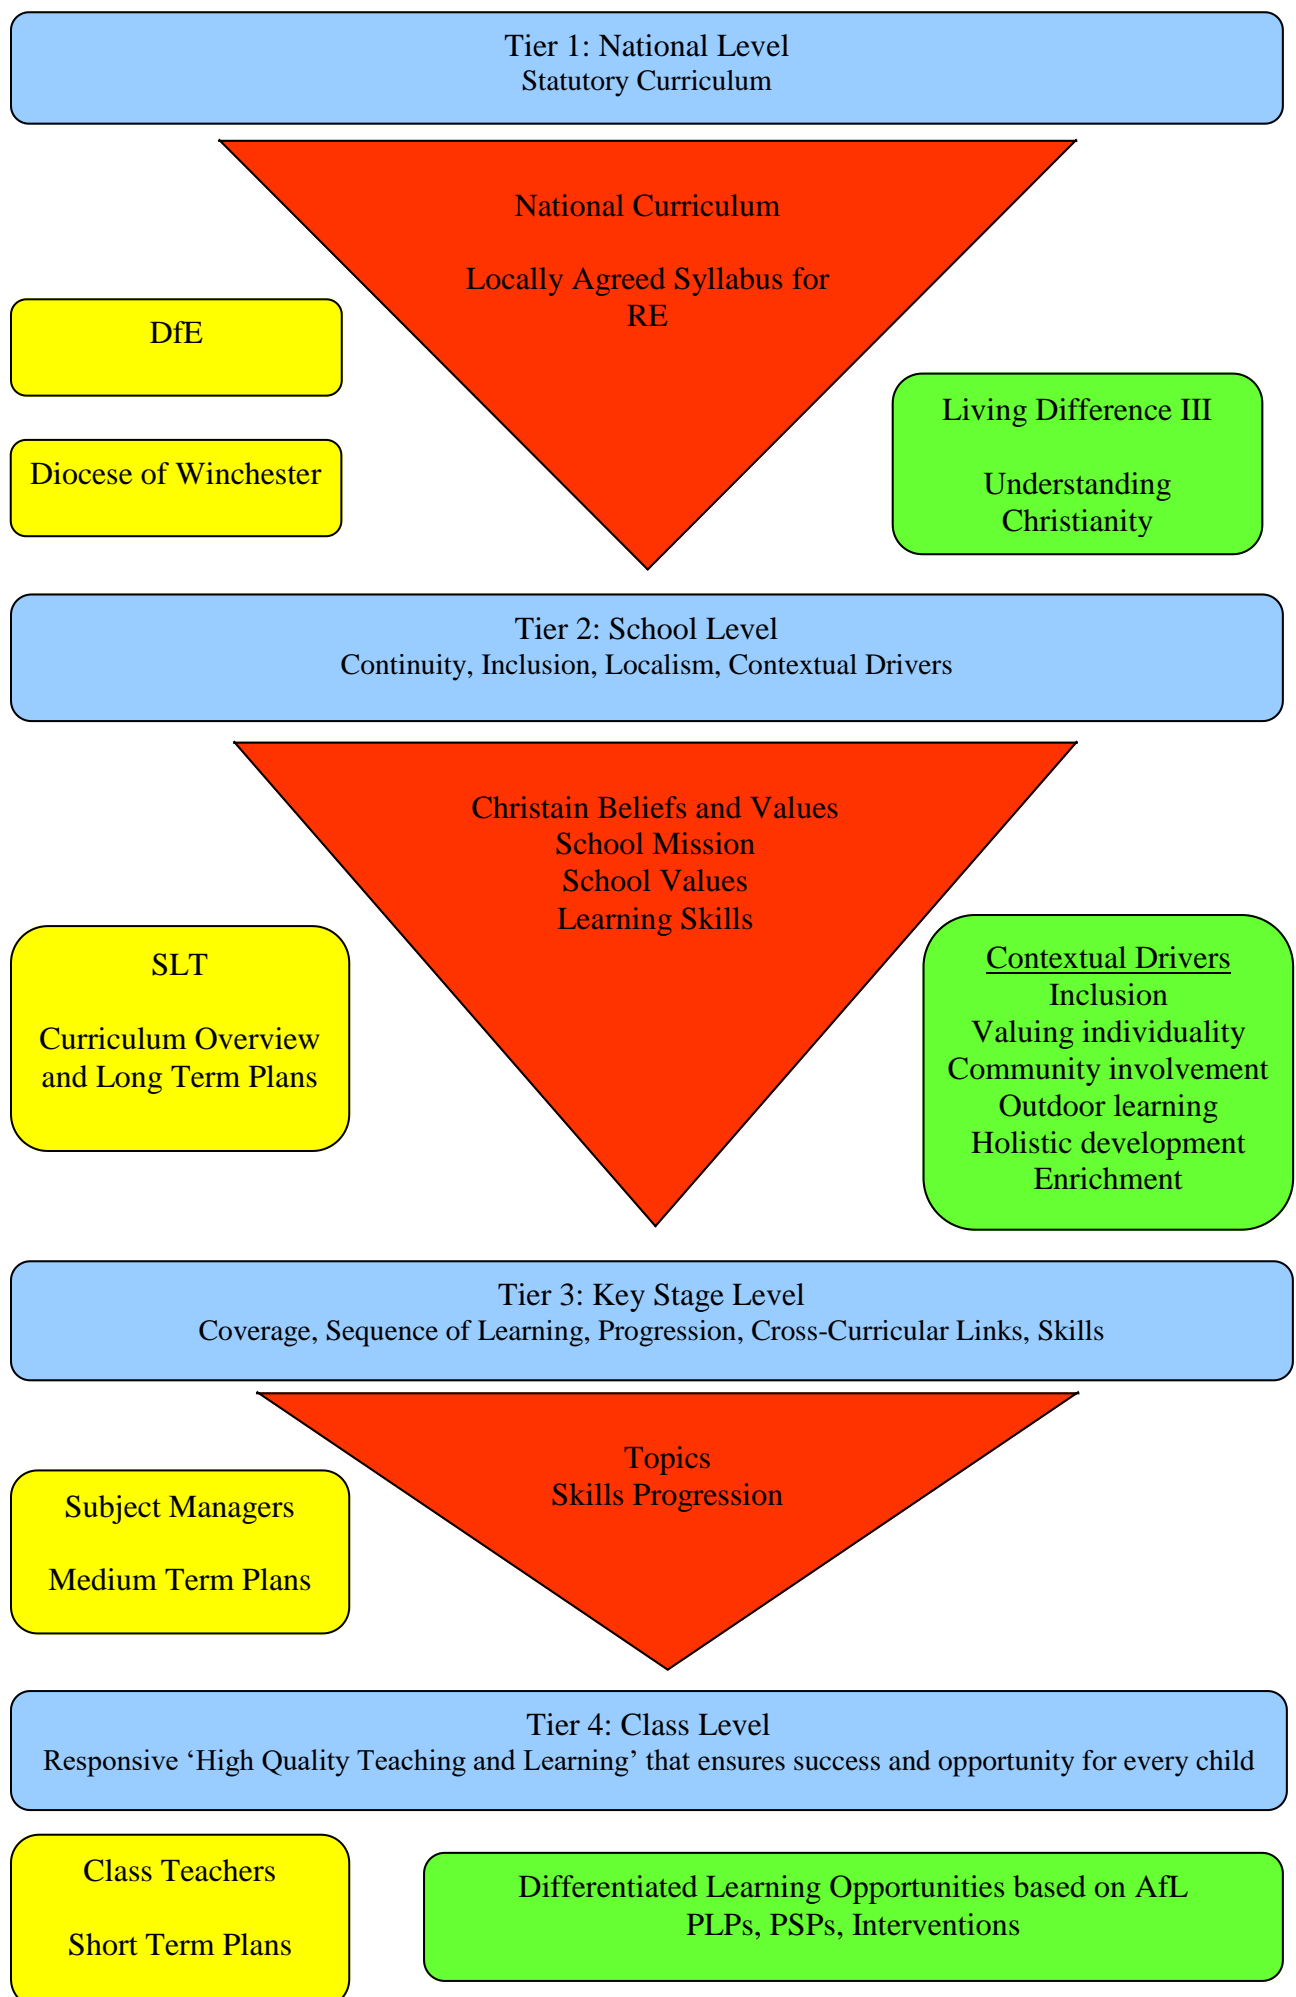 Tier 1: National Level
Statutory Curriculum
National Curriculum
Locally Agreed Syllabus for
RE
DfE
Diocese of Winchester
Living Difference III
Understanding
Christianity
Tier 2: School Level
Continuity, Inclusion, Localism, Contextual Drivers
Christain Beliefs and Values
School Mission
School Values
Learning Skills
SLT
Curriculum Overview
and Long Term Plans
Contextual Drivers
Inclusion
Valuing individuality
Community involvement
Outdoor learning
Holistic development
Enrichment
Tier 3: Key Stage Level
Coverage, Sequence of Learning, Progression, Cross-Curricular Links, Skills
Topics
Skills Progression
Subject Managers
Medium Term Plans
Tier 4: Class Level
Responsive ‘High Quality Teaching and Learning’ that ensures success and opportunity for every child
Class Teachers
Short Term Plans
Differentiated Learning Opportunities based on AfL
PLPs, PSPs, Interventions